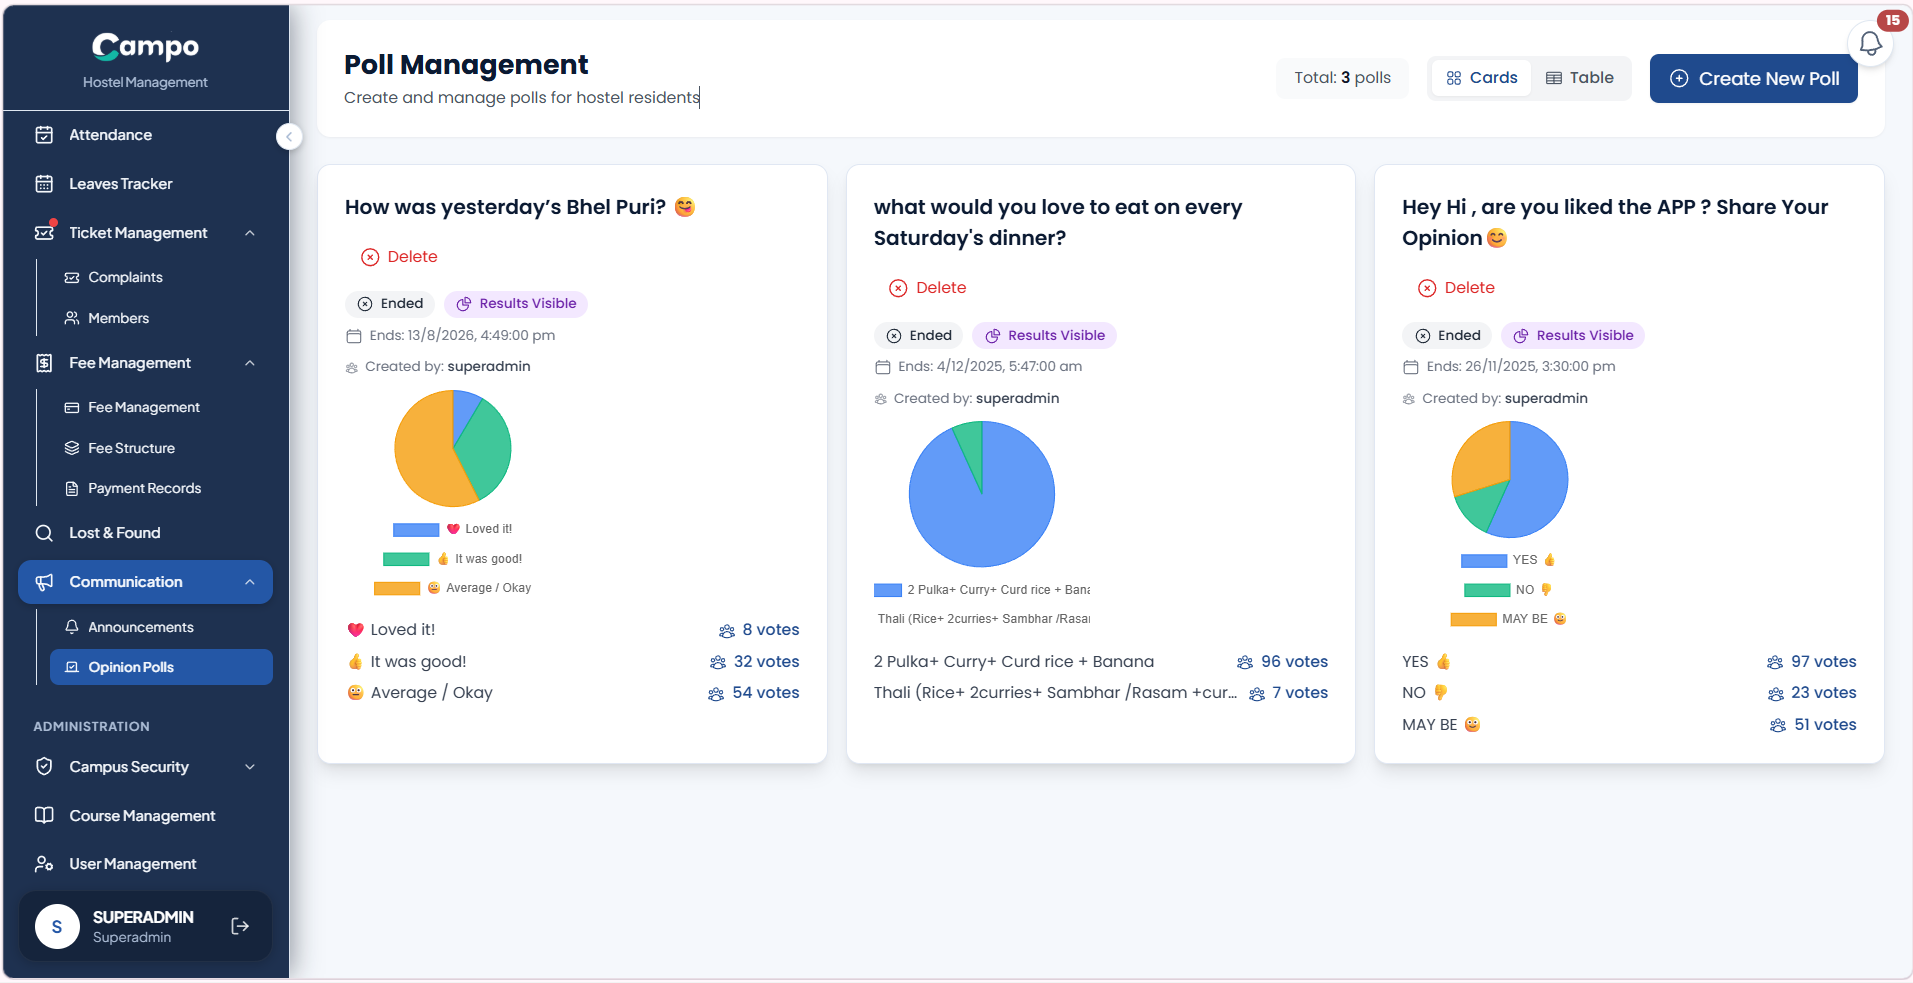 Campo
Hostel Management
Attendance
Leaves Tracker
Ticket Management
Complaints
Members
Fee Management
Fee Management
Fee Structure
Payment Records
Lost & Found
Communication
Announcements
Opinion Polls
ADMINISTRATION
Campus Security
Course Management
User Management
S
SUPERADMIN
Superadmin
Poll Management
Create and manage polls for hostel residents
Total: 3 polls
Cards
Table
Create New Poll
15
How was yesterday’s Bhel Puri? 😋
Delete
Ended
Results Visible
Ends: 13/8/2026, 4:49:00 pm
Created by: superadmin
❤️ Loved it!
👍 It was good!
😐 Average / Okay
❤️ Loved it! 8 votes
👍 It was good! 32 votes
😐 Average / Okay 54 votes
what would you love to eat on every
Saturday's dinner?
Delete
Ended
Results Visible
Ends: 4/12/2025, 5:47:00 am
Created by: superadmin
2 Pulka+ Curry+ Curd rice + Bana
Thali (Rice+ 2curries+ Sambhar /Rasam
2 Pulka+ Curry+ Curd rice + Banana 96 votes
Thali (Rice+ 2curries+ Sambhar /Rasam +cur... 7 votes
Hey Hi , are you liked the APP ? Share Your
Opinion 😊
Delete
Ended
Results Visible
Ends: 26/11/2025, 3:30:00 pm
Created by: superadmin
YES 👍
NO 👎
MAY BE 😜
YES 👍 97 votes
NO 👎 23 votes
MAY BE 😜 51 votes